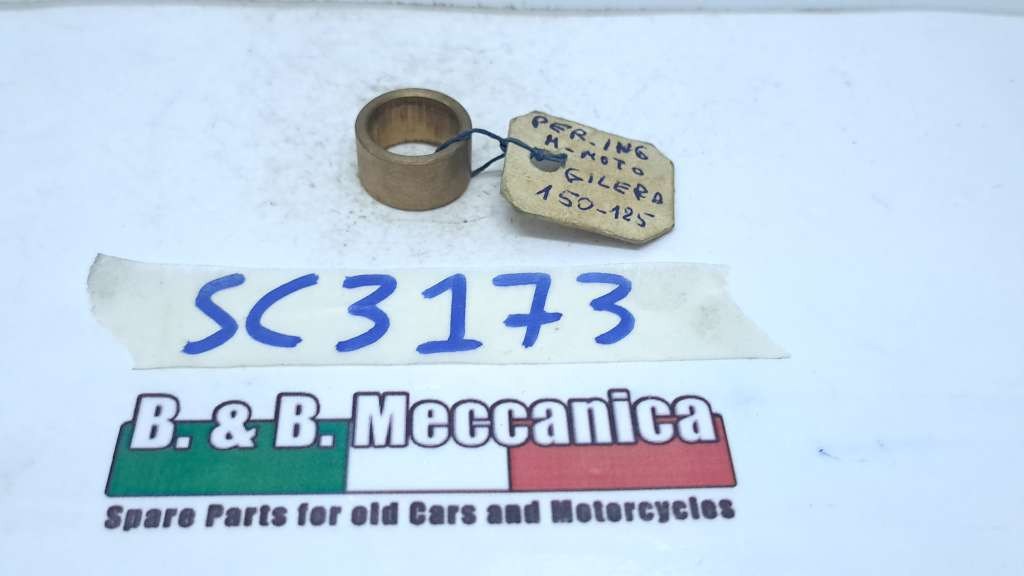 PER. ING
M-MOTO
GILERA
150-125
SC3173
B. & B. Meccanica
Spare Parts for old Cars and Motorcycles